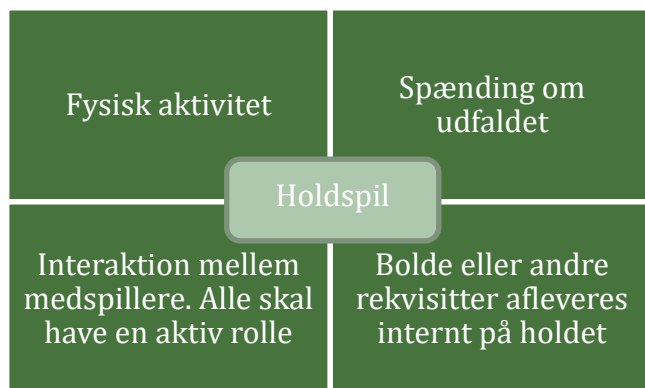 Fysisk aktivitet
Spænding om
udfaldet
Holdspil
Interaktion mellem
medspillere. Alle skal
have en aktiv rolle
Bolde eller andre
rekvisitter afleveres
internt på holdet